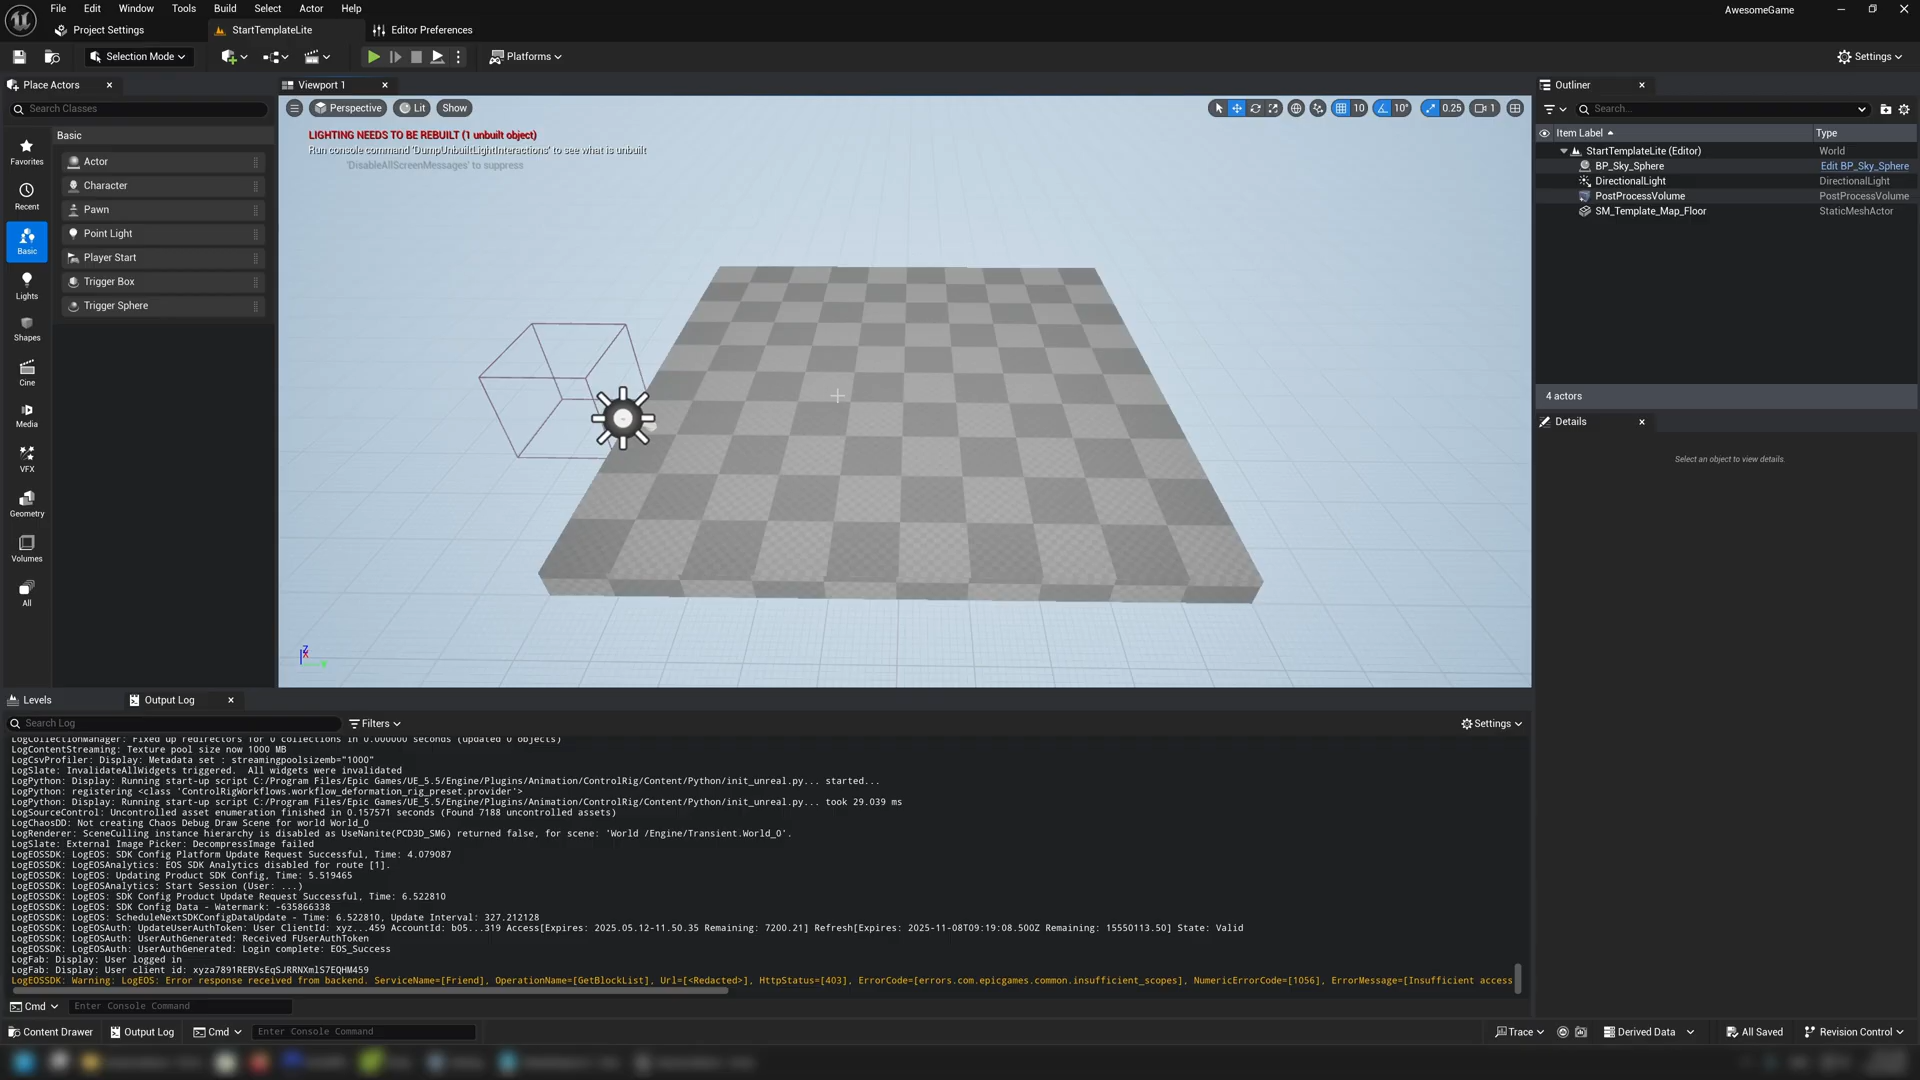 File Edit Window Tools Build Select Actor Help
AwesomeGame
Project Settings
StartTemplateLite
Editor Preferences
Selection Mode
Platforms
Settings
Place Actors
Search Classes
Favorites
Recent
Basic
Lights
Shapes
Cine
Media
VFX
Geometry
Volumes
All
Basic
Actor
Character
Pawn
Point Light
Player Start
Trigger Box
Trigger Sphere
Viewport 1
Perspective Lit Show
10 10° 0.25 1
LIGHTING NEEDS TO BE REBUILT (1 unbuilt object)
Run console command 'DumpUnbuiltLightInteractions' to see what is unbuilt
'DisableAllScreenMessages' to suppress
Z
X
Outliner
Search...
Item Label Type
StartTemplateLite (Editor) World
BP_Sky_Sphere Edit BP_Sky_Sphere
DirectionalLight DirectionalLight
PostProcessVolume PostProcessVolume
SM_Template_Map_Floor StaticMeshActor
4 actors
Details
Select an object to view details.
Levels
Output Log
Search Log
Filters
Settings
LogCollectionManager: Fixed up redirectors for 0 collections in 0.000000 seconds (updated 0 objects)
LogContentStreaming: Texture pool size now 1000 MB
LogCsvProfiler: Display: Metadata set : streamingpoolsizemb="1000"
LogSlate: InvalidateAllWidgets triggered. All widgets were invalidated
LogPython: Display: Running start-up script C:/Program Files/Epic Games/UE_5.5/Engine/Plugins/Animation/ControlRig/Content/Python/init_unreal.py... started...
LogPython: registering <class 'ControlRigWorkflows.workflow_deformation_rig_preset.provider'>
LogPython: Display: Running start-up script C:/Program Files/Epic Games/UE_5.5/Engine/Plugins/Animation/ControlRig/Content/Python/init_unreal.py... took 29.039 ms
LogSourceControl: Uncontrolled asset enumeration finished in 0.157571 seconds (Found 7188 uncontrolled assets)
LogChaosDD: Not creating Chaos Debug Draw Scene for world World_0
LogRenderer: SceneCulling instance hierarchy is disabled as UseNanite(PCD3D_SM6) returned false, for scene: 'World /Engine/Transient.World_0'.
LogSlate: External Image Picker: DecompressImage failed
LogEOSSDK: LogEOS: SDK Config Platform Update Request Successful, Time: 4.079087
LogEOSSDK: LogEOSAnalytics: EOS SDK Analytics disabled for route [1].
LogEOSSDK: LogEOS: Updating Product SDK Config, Time: 5.519465
LogEOSSDK: LogEOSAnalytics: Start Session (User: ...)
LogEOSSDK: LogEOS: SDK Config Product Update Request Successful, Time: 6.522810
LogEOSSDK: LogEOS: SDK Config Data - Watermark: -635866338
LogEOSSDK: LogEOS: ScheduleNextSDKConfigDataUpdate - Time: 6.522810, Update Interval: 327.212128
LogEOSSDK: LogEOSAuth: UpdateUserAuthToken: User ClientId: xyz...459 AccountId: b05...319 Access[Expires: 2025.05.12-11.50.35 Remaining: 7200.21] Refresh[Expires: 2025-11-08T09:19:08.500Z Remaining: 15550113.50] State: Valid
LogEOSSDK: LogEOSAuth: UserAuthGenerated: Received FUserAuthToken
LogEOSSDK: LogEOSAuth: UserAuthGenerated: Login complete: EOS_Success
LogFab: Display: User logged in
LogFab: Display: User client id: xyza7891REBVsEqSJRRNXmlS7EQHM459
LogEOSSDK: Warning: LogEOS: Error response received from backend. ServiceName=[Friend], OperationName=[GetBlockList], Url=[<Redacted>], HttpStatus=[403], ErrorCode=[errors.com.epicgames.common.insufficient_scopes], NumericErrorCode=[1056], ErrorMessage=[Insufficient access
Cmd Enter Console Command
Content Drawer Output Log Cmd Enter Console Command
Trace Derived Data All Saved Revision Control